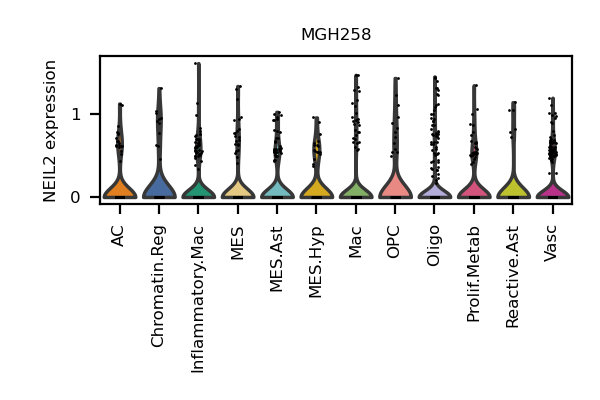 MGH258
NEIL2 expression
1
0
AC
Chromatin.Reg
Inflammatory.Mac
MES
MES.Ast
MES.Hyp
Mac
OPC
Oligo
Prolif.Metab
Reactive.Ast
Vasc